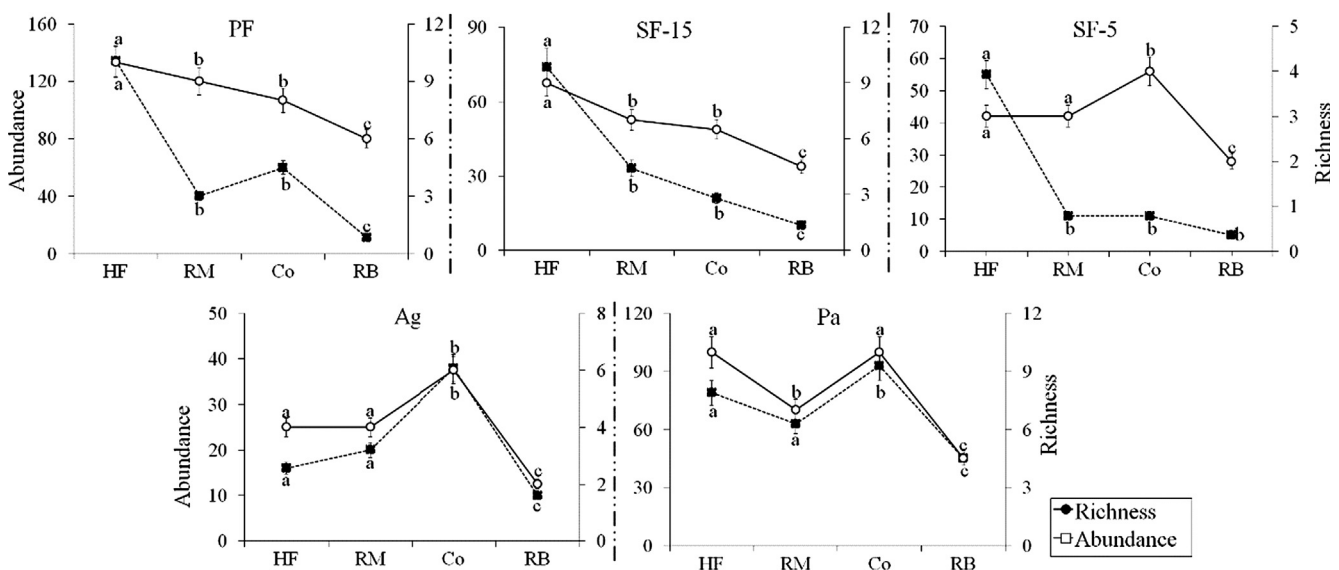 PF
Abundance
160
120
80
40
0
a b b c
a b b c
12
9
6
3
0
HF RM Co RB
SF-15
90
60
30
0
a b b c
a b b c
12
9
6
3
0
HF RM Co RB
SF-5
70
60
50
40
30
20
10
0
a a b c
a b b b
5
4
3
2
1
0
Richness
HF RM Co RB
Ag
Abundance
50
40
30
20
10
0
a a b c
a a b c
8
6
4
2
0
HF RM Co RB
Pa
120
90
60
30
00
a b a c
a a b c
12
9
6
3
0
Richness
HF RM Co RB
Richness
Abundance